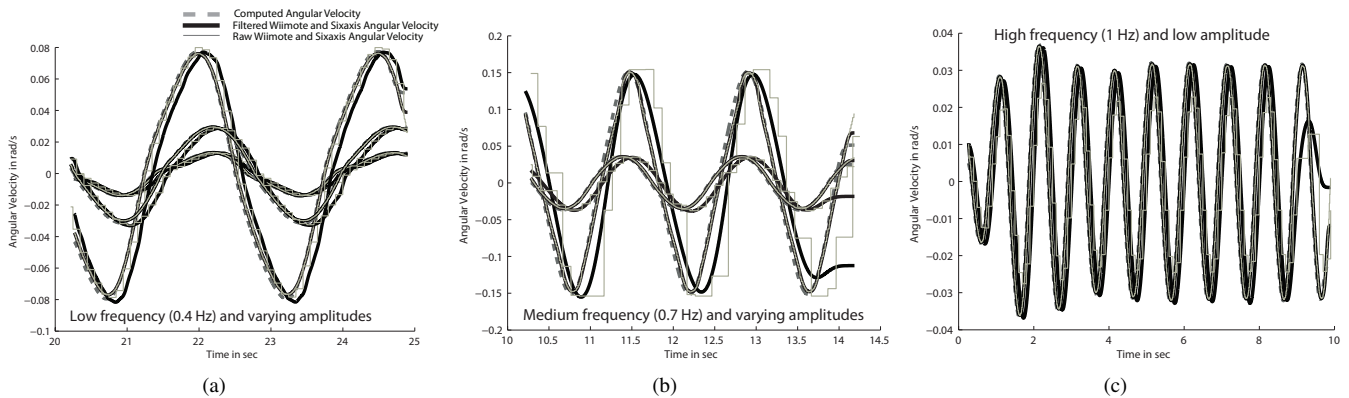 Computed Angular Velocity
Filtered Wiimote and Sixaxis Angular Velocity
Raw Wiimote and Sixaxis Angular Velocity
Angular Velocity in rad/s
0.08
0.06
0.04
0.02
0
−0.02
−0.04
−0.06
−0.08
−0.1
Low frequency (0.4 Hz) and varying amplitudes
20 21 22 23 24 25
Time in sec
(a)
Angular Velocity in rad/s
0.2
0.15
0.1
0.05
0
−0.05
−0.1
−0.15
−0.2
Medium frequency (0.7 Hz) and varying amplitudes
10 10.5 11 11.5 12 12.5 13 13.5 14 14.5
Time in sec
(b)
High frequency (1 Hz) and low amplitude
Angular Velocity in rad/s
0.04
0.03
0.02
0.01
0
−0.01
−0.02
−0.03
−0.04
0 2 4 6 8 10
Time in sec
(c)